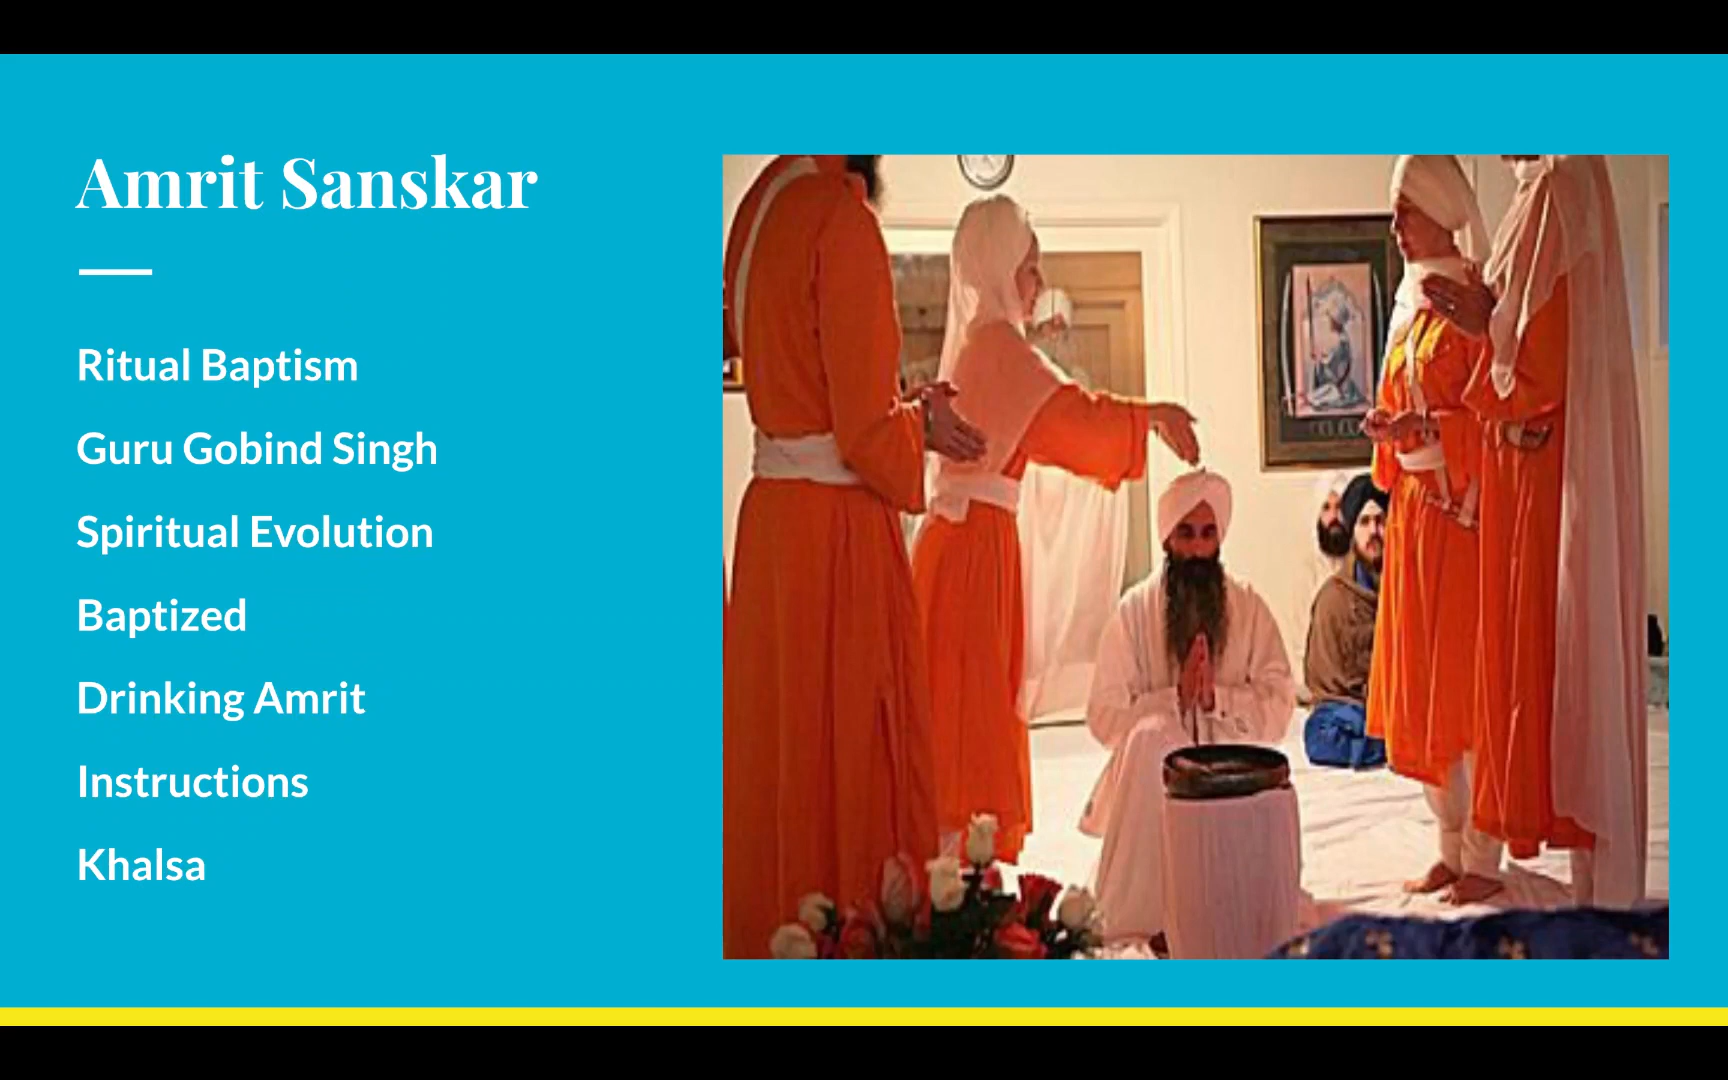 Amrit Sanskar
Ritual Baptism
Guru Gobind Singh
Spiritual Evolution
Baptized
Drinking Amrit
Instructions
Khalsa